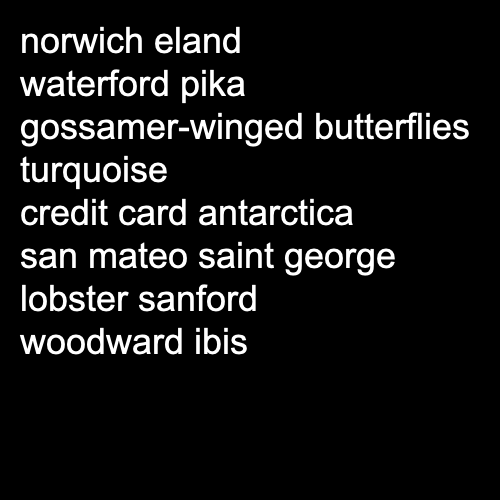 norwich eland
waterford pika
gossamer-winged butterflies
turquoise
credit card antarctica
san mateo saint george
lobster sanford
woodward ibis